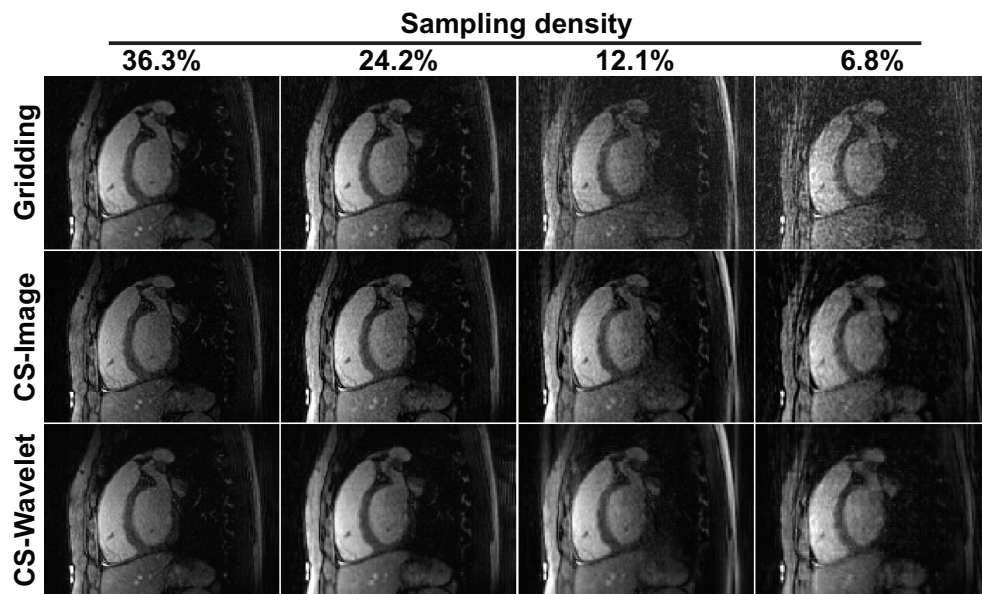 Sampling density
36.3% 24.2% 12.1% 6.8%
Gridding
CS-Image
CS-Wavelet